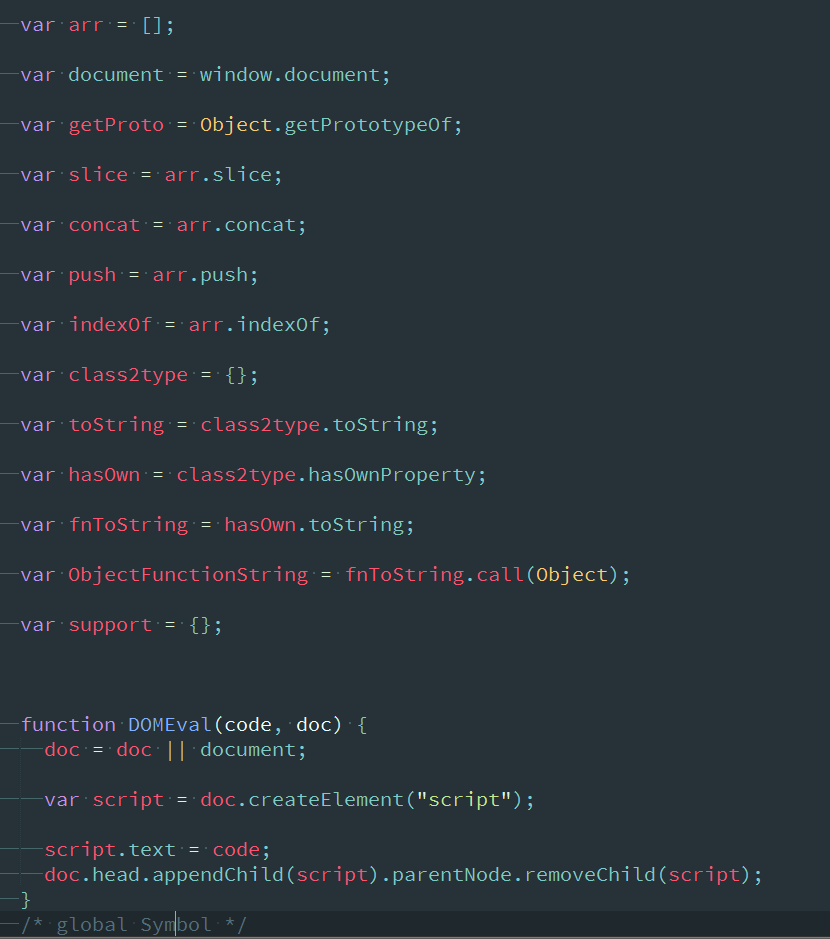 var arr = [];
var document = window.document;
var getProto = Object.getPrototypeOf;
var slice = arr.slice;
var concat = arr.concat;
var push = arr.push;
var indexOf = arr.indexOf;
var class2type = {};
var toString = class2type.toString;
var hasOwn = class2type.hasOwnProperty;
var fnToString = hasOwn.toString;
var ObjectFunctionString = fnToString.call(Object);
var support = {};
function DOMEval(code, doc) {
doc = doc || document;
var script = doc.createElement("script");
script.text = code;
doc.head.appendChild(script).parentNode.removeChild(script);
}
/* global Symbol */